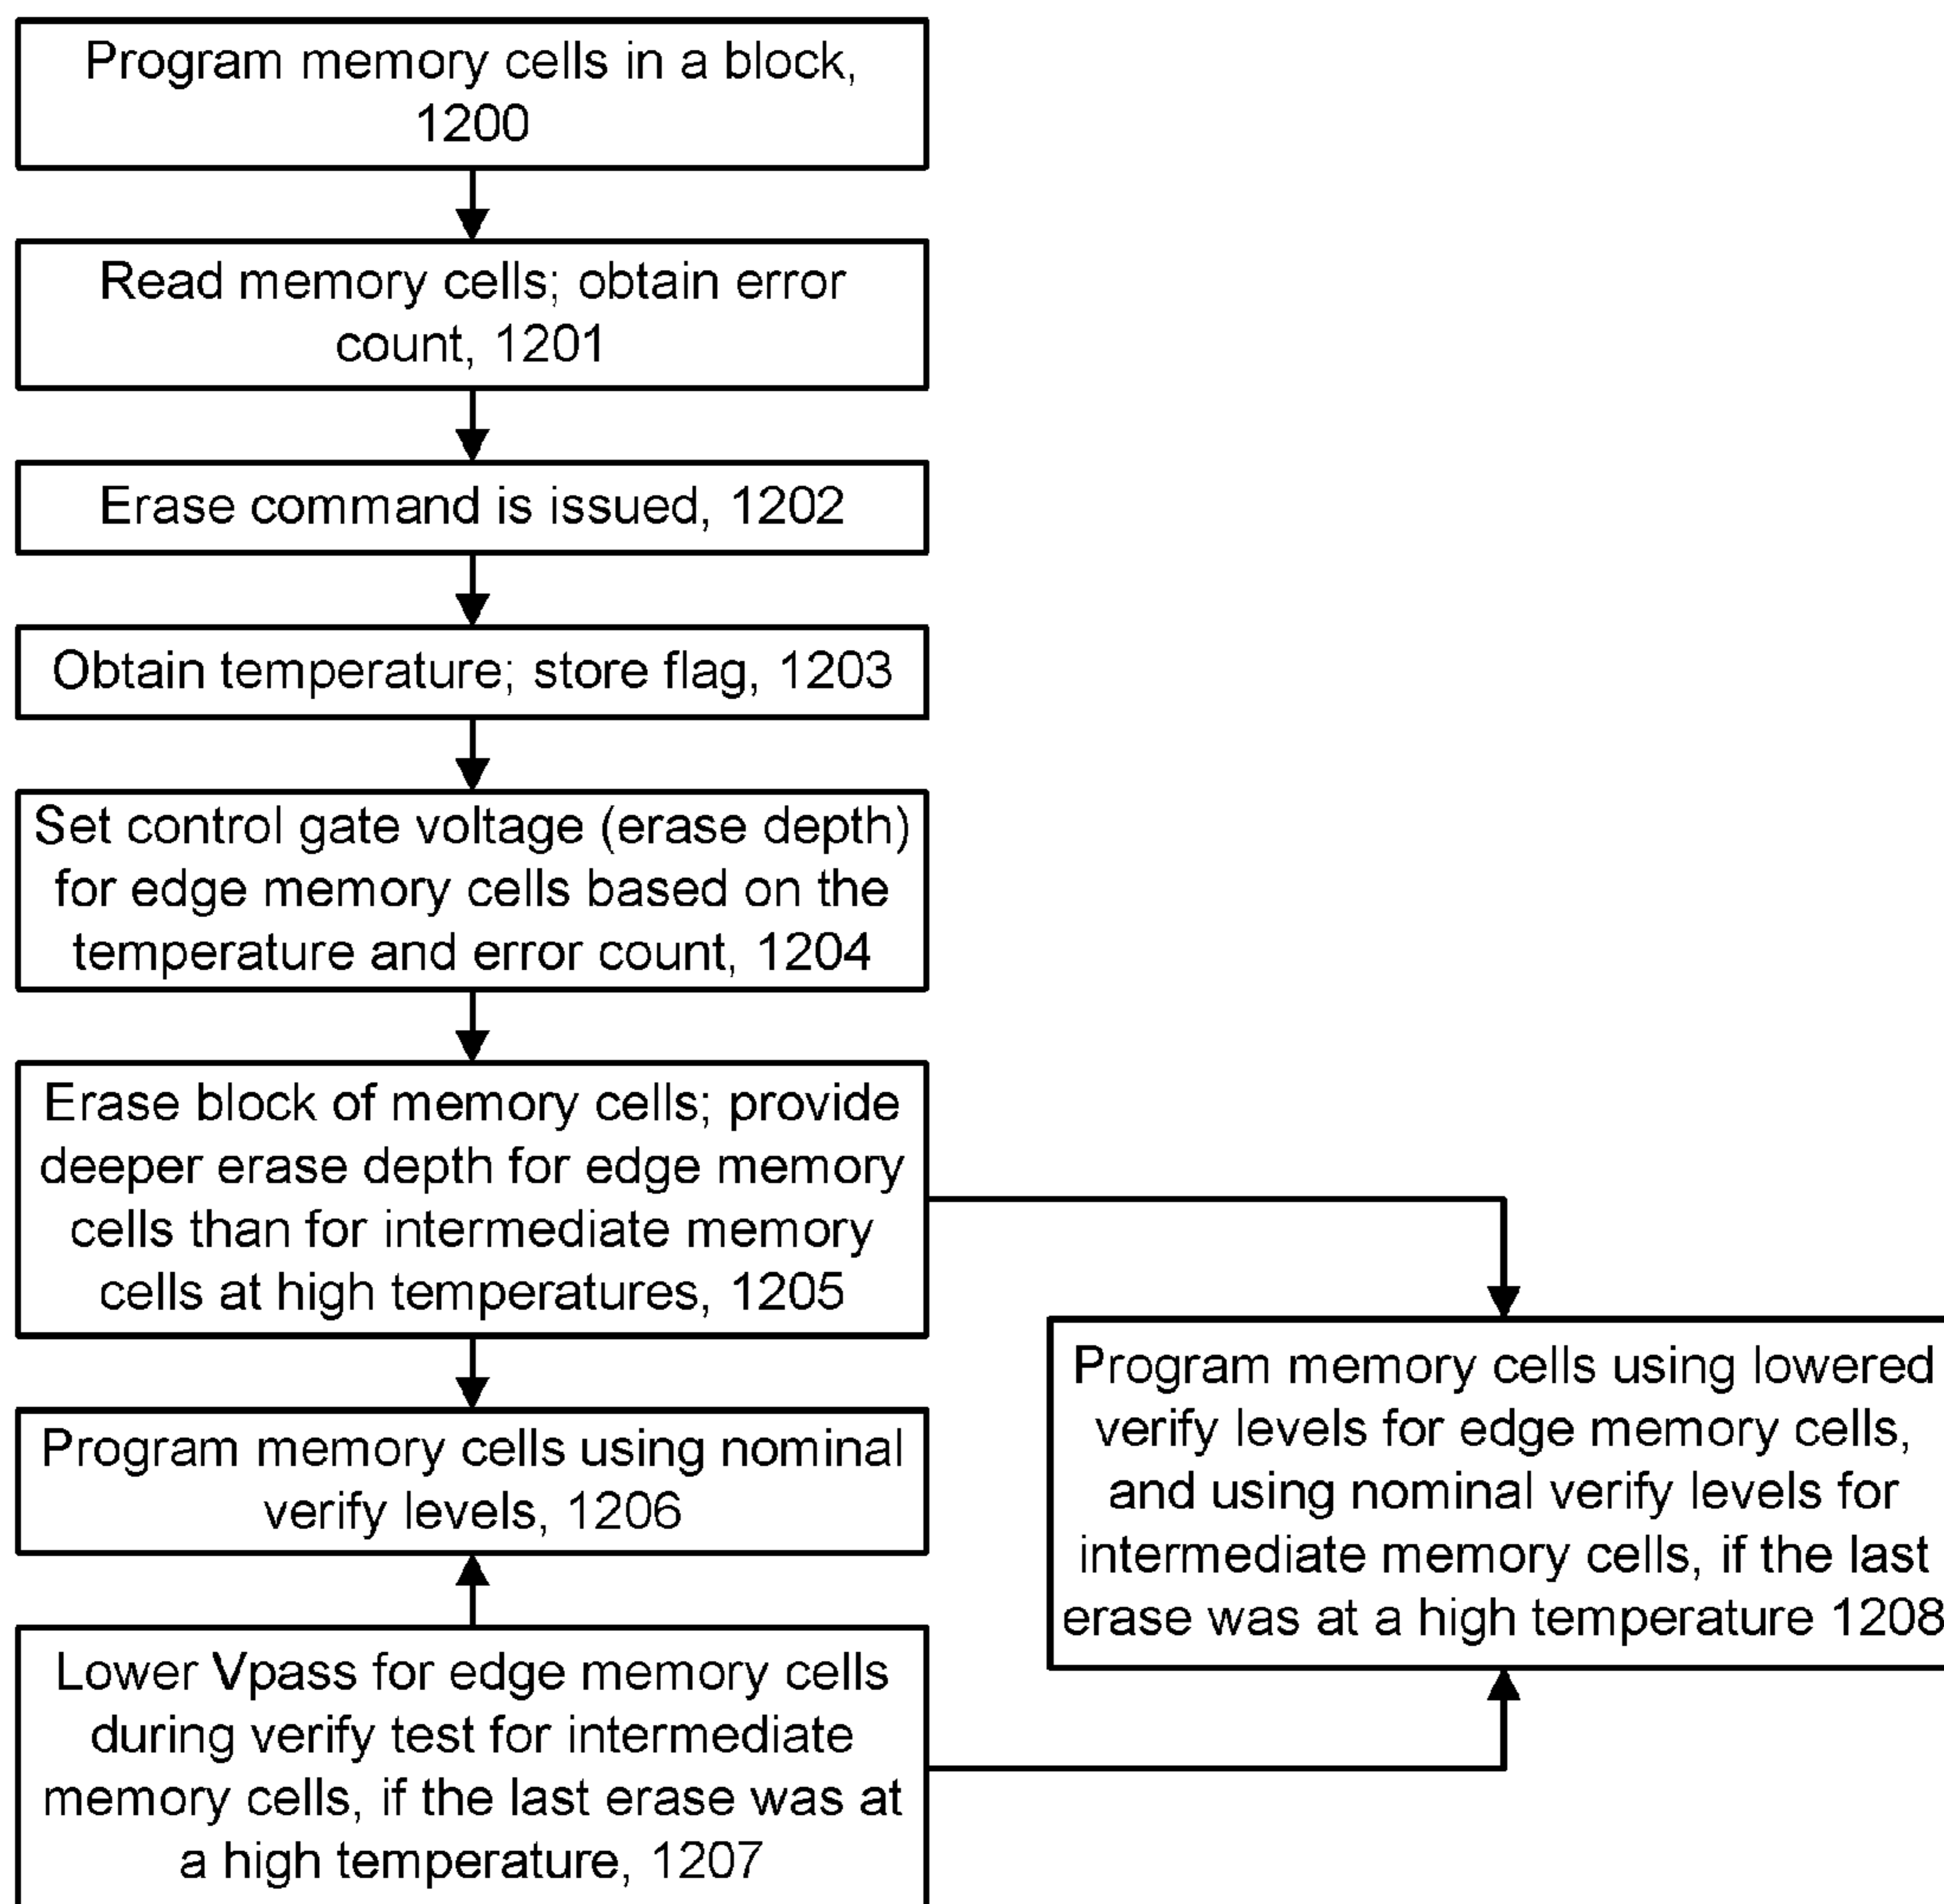 Program memory cells in a block,
1200
Read memory cells; obtain error
count, 1201
Erase command is issued, 1202
Obtain temperature; store flag, 1203
Set control gate voltage (erase depth)
for edge memory cells based on the
temperature and error count, 1204
Erase block of memory cells; provide
deeper erase depth for edge memory
cells than for intermediate memory
cells at high temperatures, 1205
Program memory cells using nominal
verify levels, 1206
Lower Vpass for edge memory cells
during verify test for intermediate
memory cells, if the last erase was at
a high temperature, 1207
Program memory cells using lowered
verify levels for edge memory cells,
and using nominal verify levels for
intermediate memory cells, if the last
erase was at a high temperature 1208